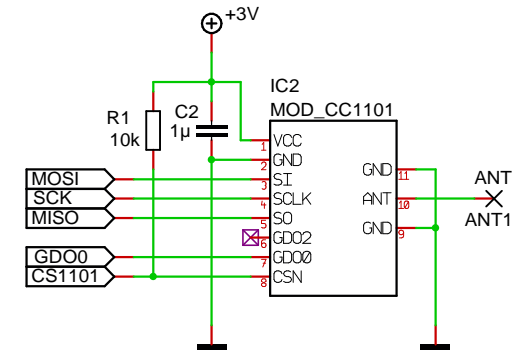 +3V
IC2
MOD_CC1101
R1
10k
C2
1µ
VCC
1
GND
2
MOSI
SI
3
SCK
SCLK
4
MISO
SO
5
GDO2
6
GDO0
GDO0
7
CS1101
CSN
8
GND
11
ANT
10
GND
9
ANT
ANT1